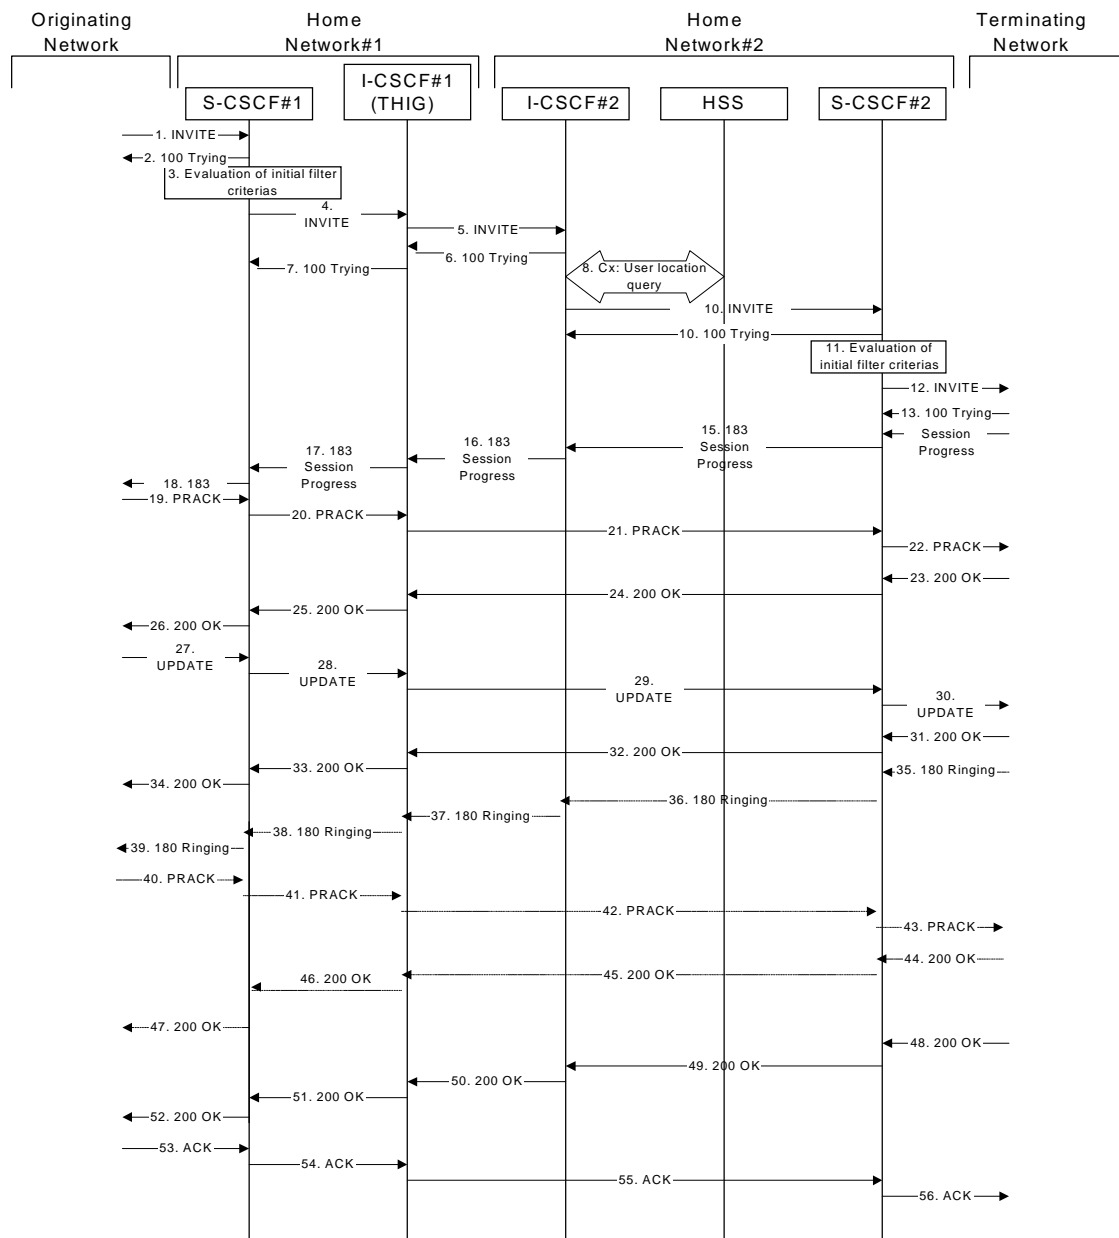 Originating
Network
Home
Network#1
Home
Network#2
Terminating
Network
S-CSCF#1
I-CSCF#1
(THIG)
I-CSCF#2
HSS
S-CSCF#2
1. INVITE
2. 100 Trying
3. Evaluation of initial filter
criterias
4.
INVITE
5. INVITE
6. 100 Trying
7. 100 Trying
8. Cx: User location
query
10. INVITE
10. 100 Trying
11. Evaluation of
initial filter criterias
12. INVITE
13. 100 Trying
Session
Progress
15. 183
Session
Progress
16. 183
Session
Progress
17. 183
Session
Progress
18. 183
19. PRACK
20. PRACK
21. PRACK
22. PRACK
23. 200 OK
24. 200 OK
25. 200 OK
26. 200 OK
27.
UPDATE
28.
UPDATE
29.
UPDATE
30.
UPDATE
31. 200 OK
32. 200 OK
33. 200 OK
34. 200 OK
35. 180 Ringing
36. 180 Ringing
37. 180 Ringing
38. 180 Ringing
39. 180 Ringing
40. PRACK
41. PRACK
42. PRACK
43. PRACK
44. 200 OK
45. 200 OK
46. 200 OK
47. 200 OK
48. 200 OK
49. 200 OK
50. 200 OK
51. 200 OK
52. 200 OK
53. ACK
54. ACK
55. ACK
56. ACK